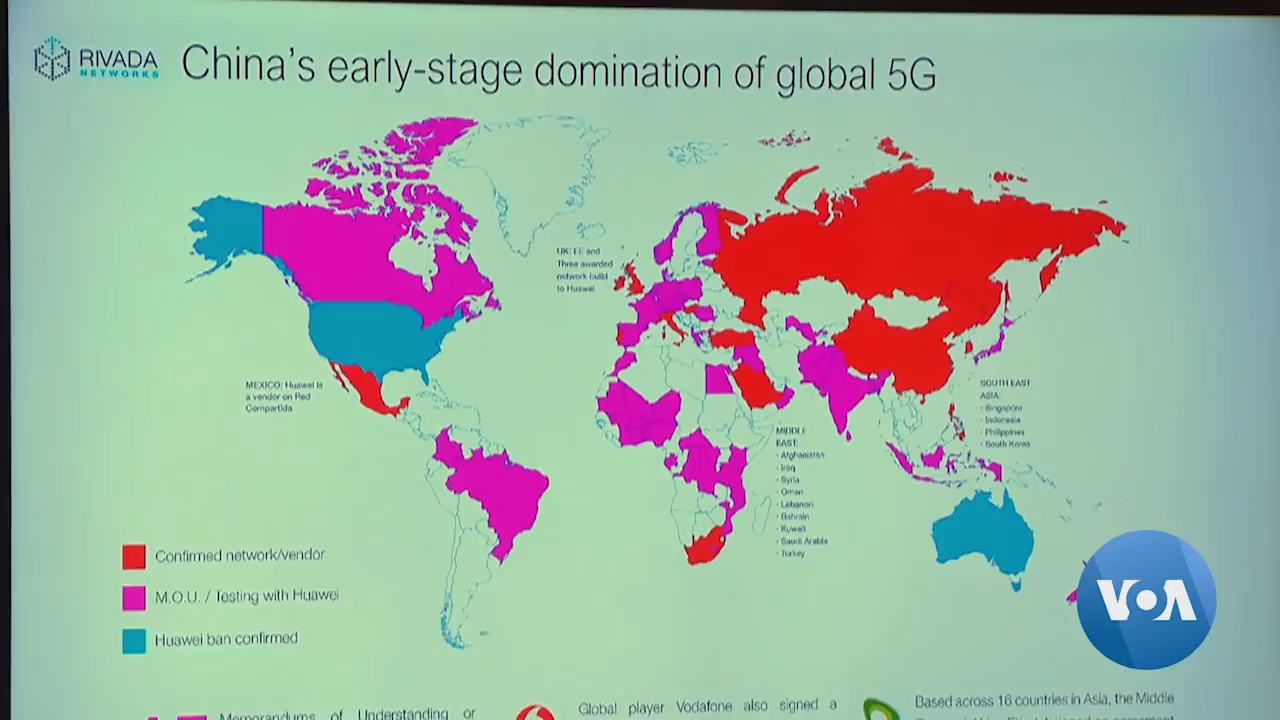 RIVADA
NETWORKS
China's early-stage domination of global 5G
UK: EE and
Three awarded
network build
to Huawei
MEXICO: Huawei is
a vendor on Red
Compartida
SOUTH EAST
ASIA:
- Singapore
- Indonesia
- Philippines
- South Korea
MIDDLE
EAST:
- Afghanistan
- Iraq
- Syria
- Oman
- Lebanon
- Bahrain
- Kuwait
- Saudi Arabia
- Turkey
Confirmed network/vendor
M.O.U. / Testing with Huawei
Huawei ban confirmed
VOA
Memorandums of Understanding or
Global player Vodafone also signed a
Based across 16 countries in Asia, the Middle